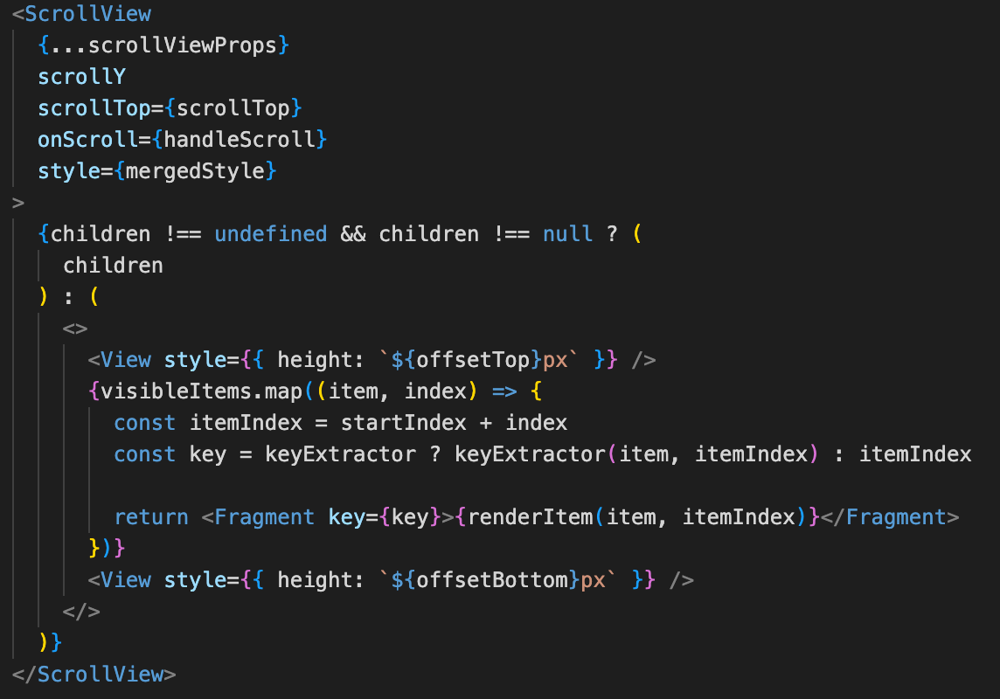 <ScrollView
  {...scrollViewProps}
  scrollY
  scrollTop={scrollTop}
  onScroll={handleScroll}
  style={mergedStyle}
>
  {children !== undefined && children !== null ? (
    children
  ) : (
    <>
      <View style={{ height: `${offsetTop}px` }} />
      {visibleItems.map((item, index) => {
        const itemIndex = startIndex + index
        const key = keyExtractor ? keyExtractor(item, itemIndex) : itemIndex

        return <Fragment key={key}>{renderItem(item, itemIndex)}</Fragment>
      })}
      <View style={{ height: `${offsetBottom}px` }} />
    </>
  )}
</ScrollView>